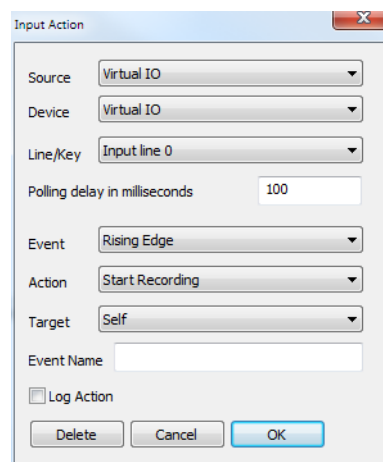 Input Action
Source Virtual IO
Device Virtual IO
Line/Key Input line 0
Polling delay in milliseconds 100
Event Rising Edge
Action Start Recording
Target Self
Event Name
Log Action
Delete Cancel OK